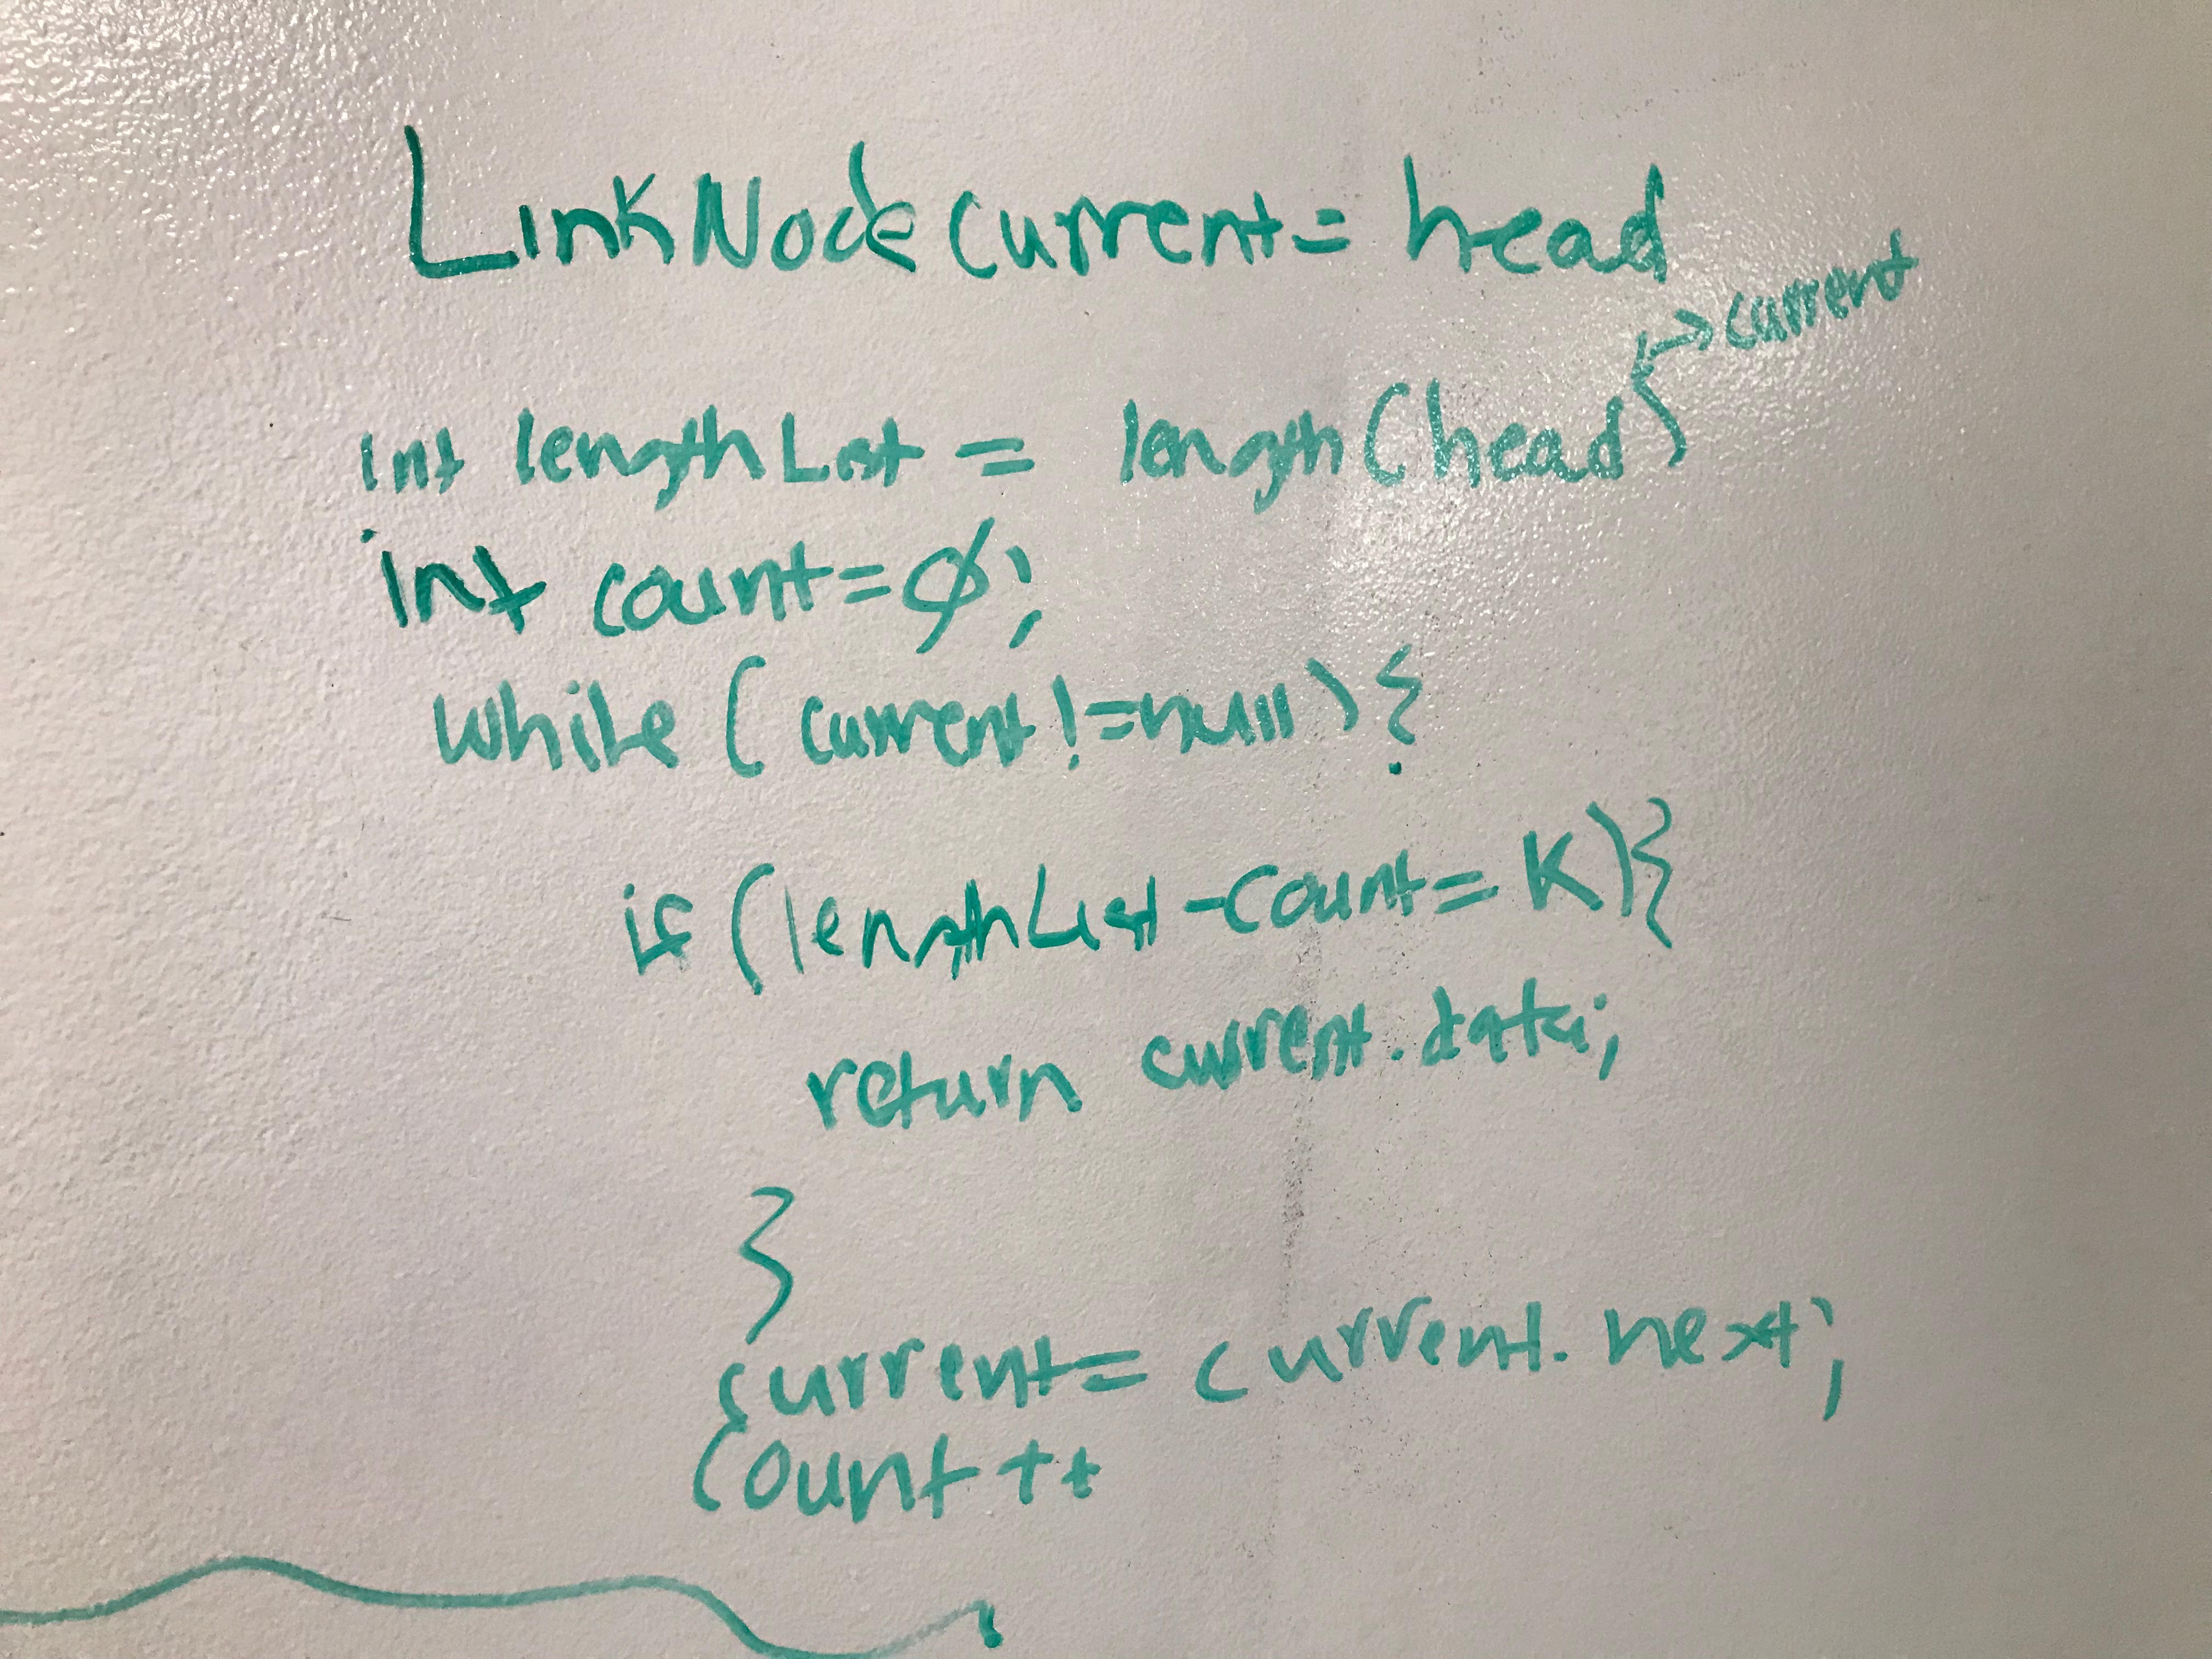 LinkNode current = head
→ current
int lengthList = length(head)
int count=0;
while (current != null) {
if (lengthList - count = K) {
return current.data;
}
current = current.next;
count ++